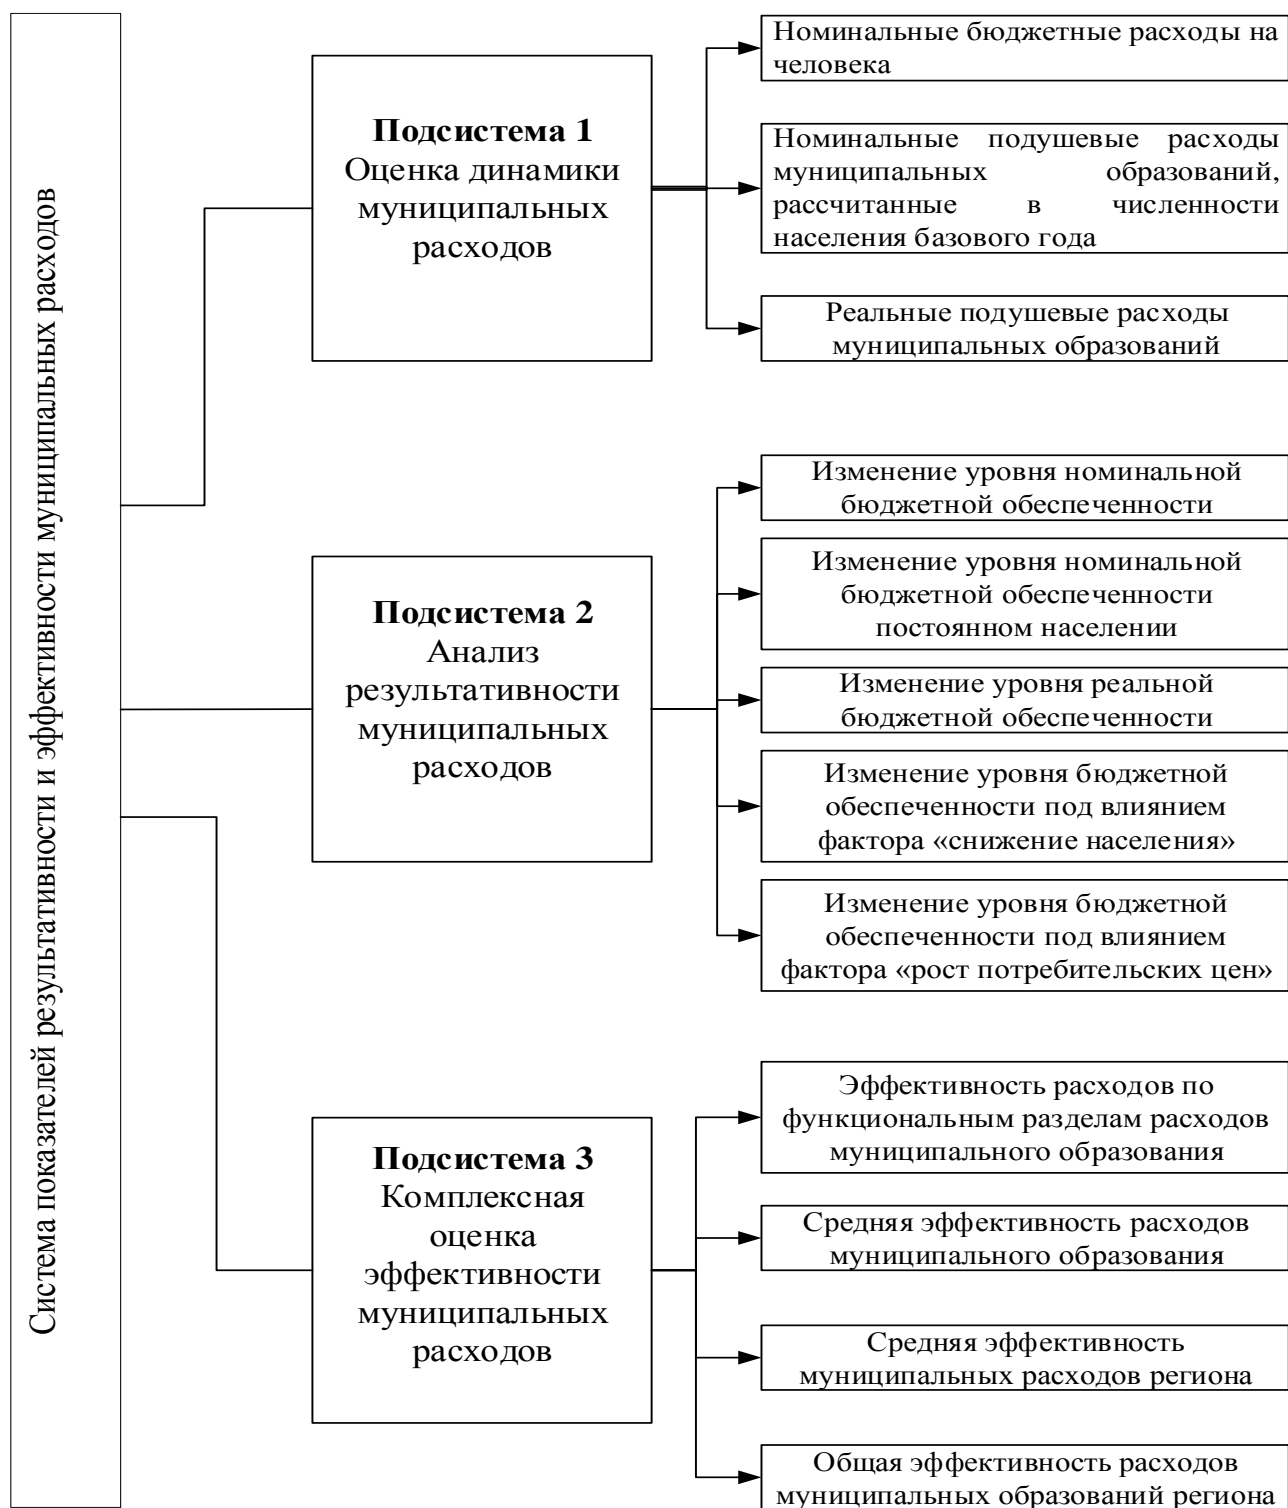 Система показателей результативности и эффективности муниципальных расходов
Подсистема 1
Оценка динамики
муниципальных
расходов
Номинальные бюджетные расходы на
человека
Номинальные подушевые расходы
муниципальных образований,
рассчитанные в численности
населения базового года
Реальные подушевые расходы
муниципальных образований
Подсистема 2
Анализ
результативности
муниципальных
расходов
Изменение уровня номинальной
бюджетной обеспеченности
Изменение уровня номинальной
бюджетной обеспеченности
постоянном населении
Изменение уровня реальной
бюджетной обеспеченности
Изменение уровня бюджетной
обеспеченности под влиянием
фактора «снижение населения»
Изменение уровня бюджетной
обеспеченности под влиянием
фактора «рост потребительских цен»
Подсистема 3
Комплексная
оценка
эффективности
муниципальных
расходов
Эффективность расходов по
функциональным разделам расходов
муниципального образования
Средняя эффективность расходов
муниципального образования
Средняя эффективность
муниципальных расходов региона
Общая эффективность расходов
муниципальных образований региона